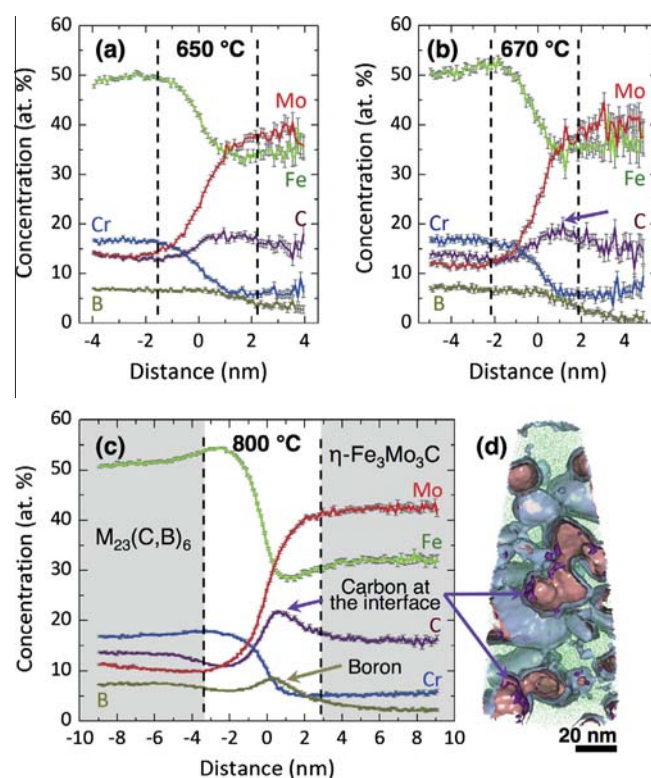 (a) 650 °C
Concentration (at. %)
60
50
40
30
20
10
0
Mo
Fe
C
Cr
B
-4 -2 0 2 4
Distance (nm)
(b) 670 °C
Concentration (at. %)
60
50
40
30
20
10
0
Mo
Fe
C
Cr
B
-4 -2 0 2 4
Distance (nm)
(c) 800 °C
Concentration (at. %)
60
50
40
30
20
10
0
η-Fe₃Mo₃C
M₂₃(C,B)₆
Mo
Fe
Carbon at
the interface
C
Boron
Cr
B
-10 -8 -6 -4 -2 0 2 4 6 8 10
Distance (nm)
(d)
20 nm